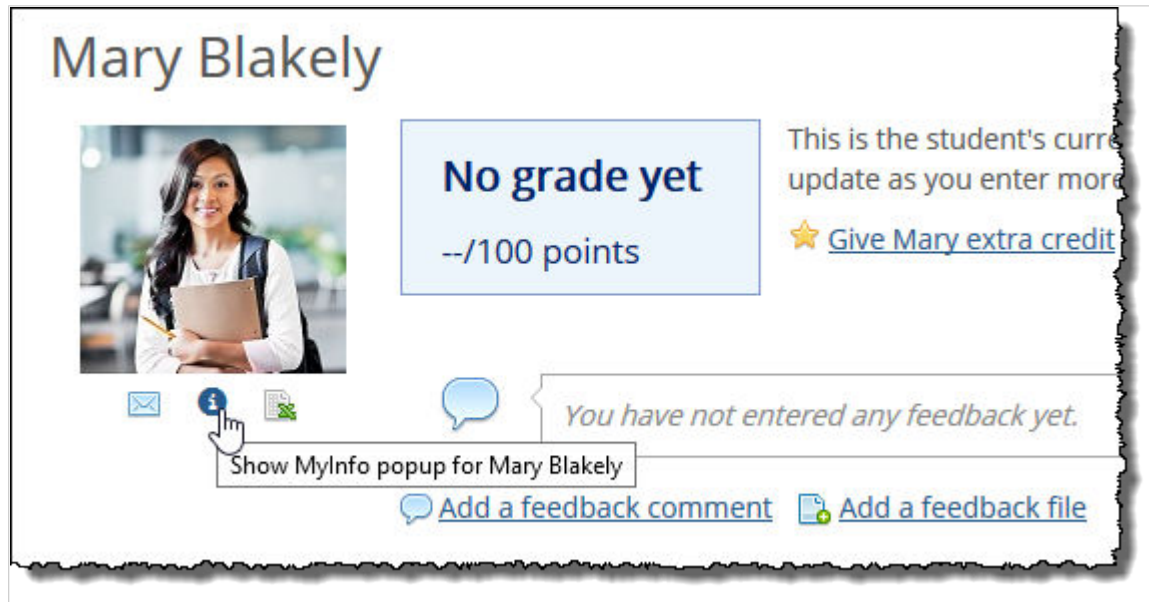 Mary Blakely
No grade yet
--/100 points
This is the student's
update as you enter more
Give Mary extra credit
You have not entered any feedback yet.
Show MyInfo popup for Mary Blakely
Add a feedback comment
Add a feedback file